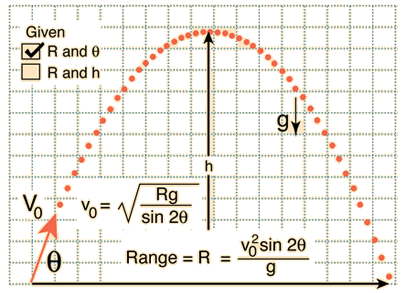 Given
R and θ
R and h
g
h
V₀
v₀ = √(Rg / sin 2θ)
θ
Range = R = v₀² sin 2θ / g